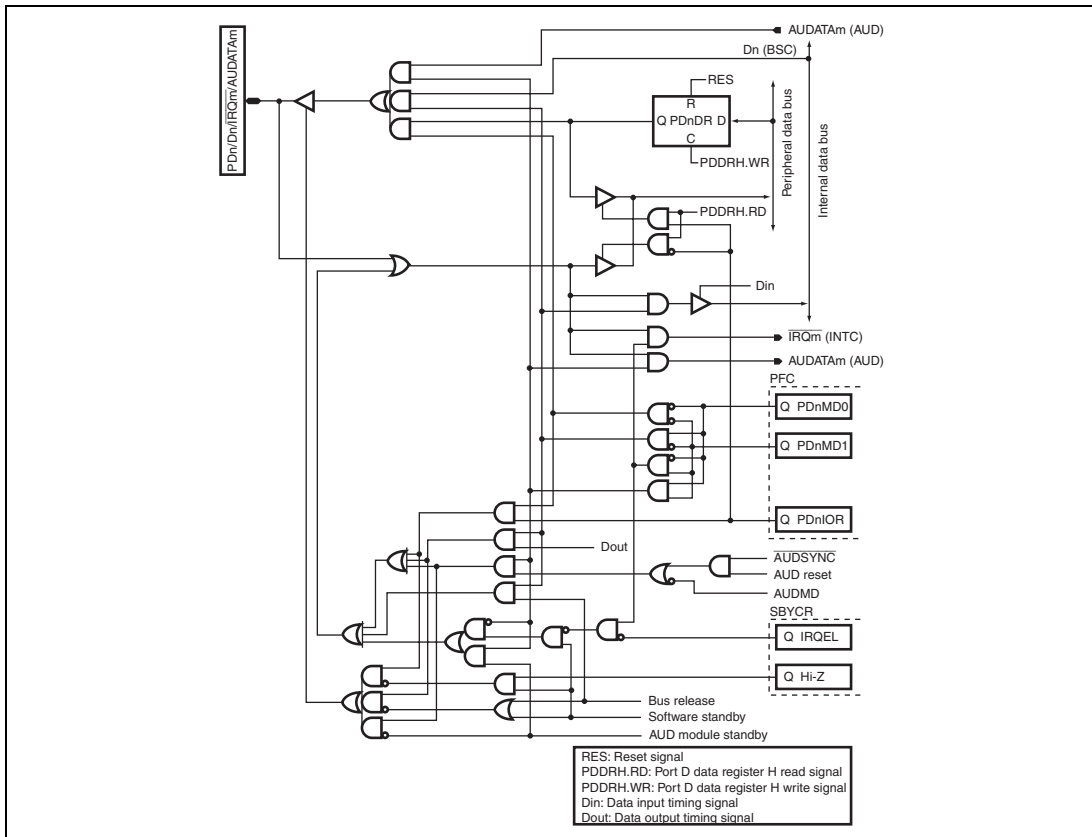 PDn/Dn/IRQm/AUDATAm
AUDATAm (AUD)
Dn (BSC)
RES
R
Q PDnDR D
C
PDDRH.WR
Peripheral data bus
Internal data bus
PDDRH.RD
Din
IRQm (INTC)
AUDATAm (AUD)
PFC
Q PDnMD0
Q PDnMD1
Q PDnIOR
Dout
AUDSYNC
AUD reset
AUDMD
SBYCR
Q IRQEL
Q Hi-Z
Bus release
Software standby
AUD module standby
RES: Reset signal
PDDRH.RD: Port D data register H read signal
PDDRH.WR: Port D data register H write signal
Din: Data input timing signal
Dout: Data output timing signal